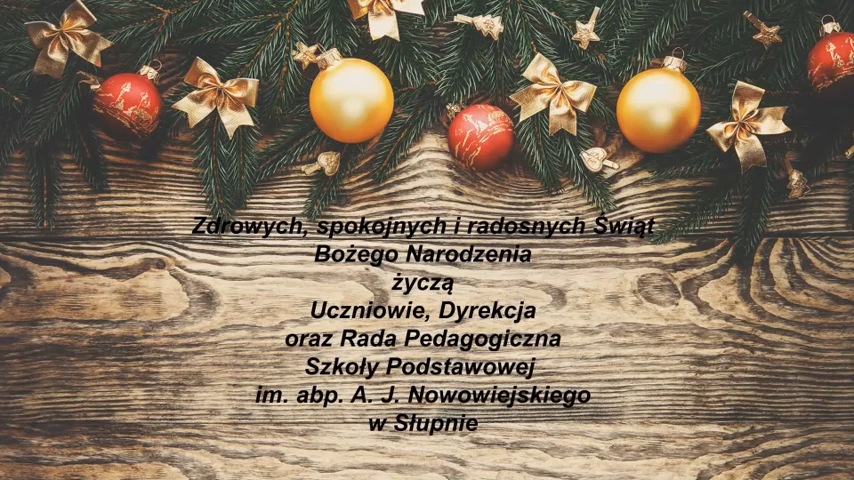 Zdrowych, spokojnych i radosnych Świąt
Bożego Narodzenia
życzą
Uczniowie, Dyrekcja
oraz Rada Pedagogiczna
Szkoły Podstawowej
im. abp. A. J. Nowowiejskiego
w Słupnie